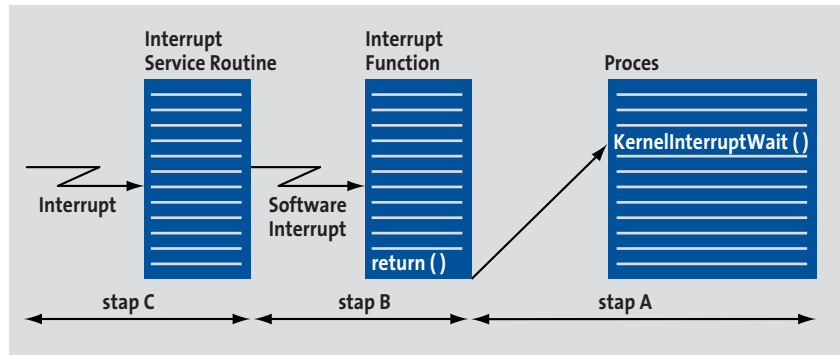 Interrupt
Service Routine
Interrupt
Function
Proces
KernelInterruptWait ( )
Interrupt
Software
Interrupt
return ( )
stap C
stap B
stap A